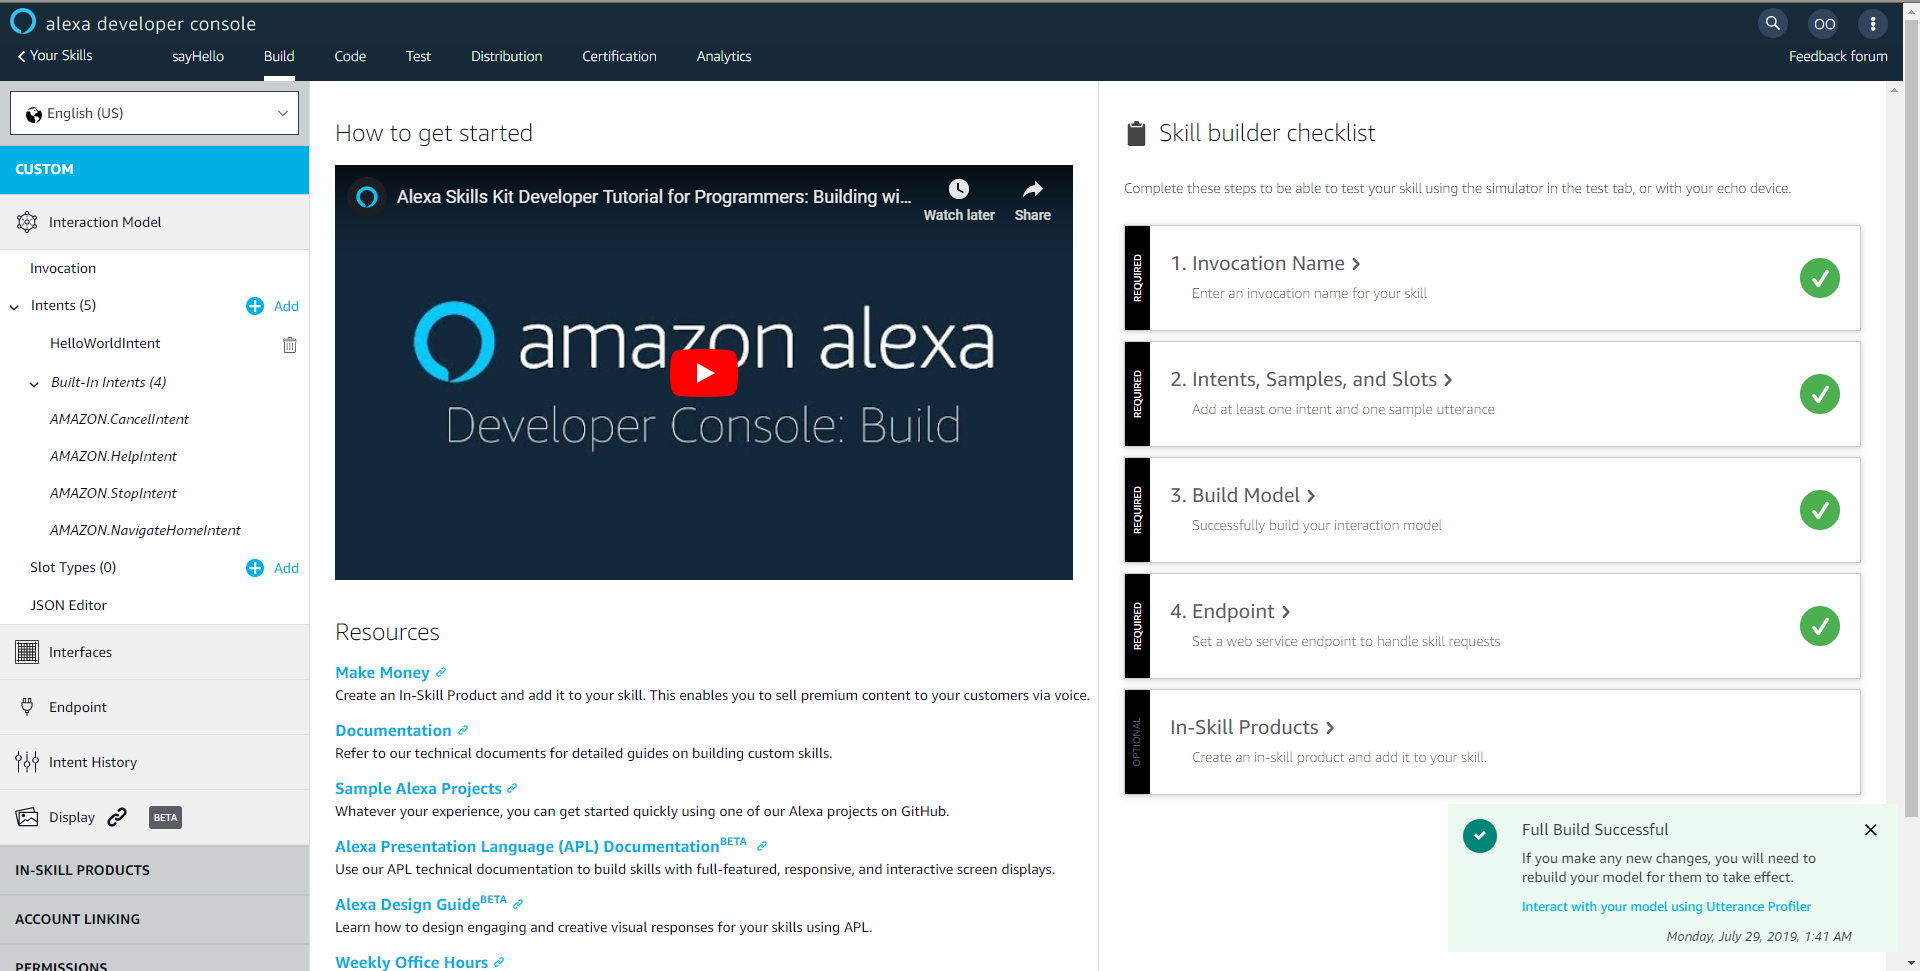 alexa developer console
OO
Your Skills
sayHello
Build
Code
Test
Distribution
Certification
Analytics
Feedback forum
English (US)
CUSTOM
Interaction Model
Invocation
Intents (5)
Add
HelloWorldIntent
Built-In Intents (4)
AMAZON.CancelIntent
AMAZON.HelpIntent
AMAZON.StopIntent
AMAZON.NavigateHomeIntent
Slot Types (0)
Add
JSON Editor
Interfaces
Endpoint
Intent History
Display
BETA
IN-SKILL PRODUCTS
ACCOUNT LINKING
PERMISSIONS
How to get started
Alexa Skills Kit Developer Tutorial for Programmers: Building wi...
Watch later
Share
amazon alexa
Developer Console: Build
Resources
Make Money
Create an In-Skill Product and add it to your skill. This enables you to sell premium content to your customers via voice.
Documentation
Refer to our technical documents for detailed guides on building custom skills.
Sample Alexa Projects
Whatever your experience, you can get started quickly using one of our Alexa projects on GitHub.
Alexa Presentation Language (APL) Documentation BETA
Use our APL technical documentation to build skills with full-featured, responsive, and interactive screen displays.
Alexa Design Guide BETA
Learn how to design engaging and creative visual responses for your skills using APL.
Weekly Office Hours
Skill builder checklist
Complete these steps to be able to test your skill using the simulator in the test tab, or with your echo device.
REQUIRED
1. Invocation Name
Enter an invocation name for your skill
REQUIRED
2. Intents, Samples, and Slots
Add at least one intent and one sample utterance
REQUIRED
3. Build Model
Successfully build your interaction model
REQUIRED
4. Endpoint
Set a web service endpoint to handle skill requests
OPTIONAL
In-Skill Products
Create an in-skill product and add it to your skill.
Full Build Successful
If you make any new changes, you will need to
rebuild your model for them to take effect.
Interact with your model using Utterance Profiler
Monday, July 29, 2019, 1:41 AM